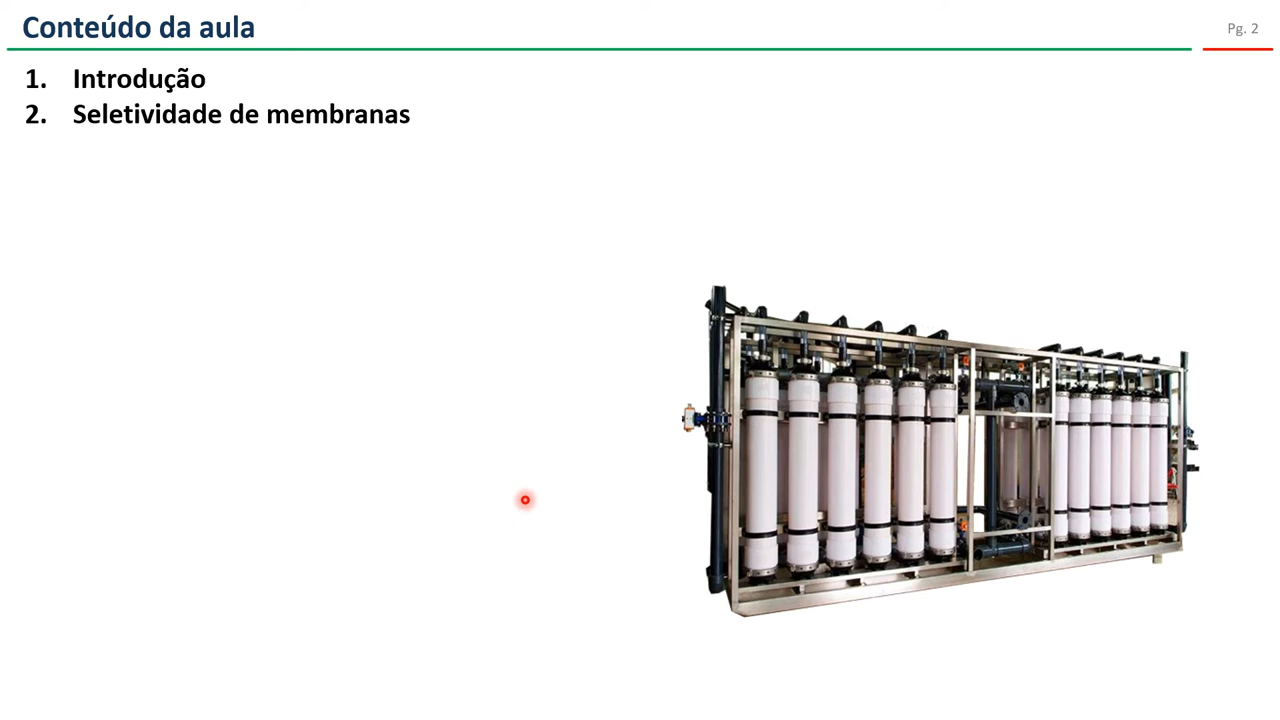 Conteúdo da aula
Pg. 2
1. Introdução
2. Seletividade de membranas